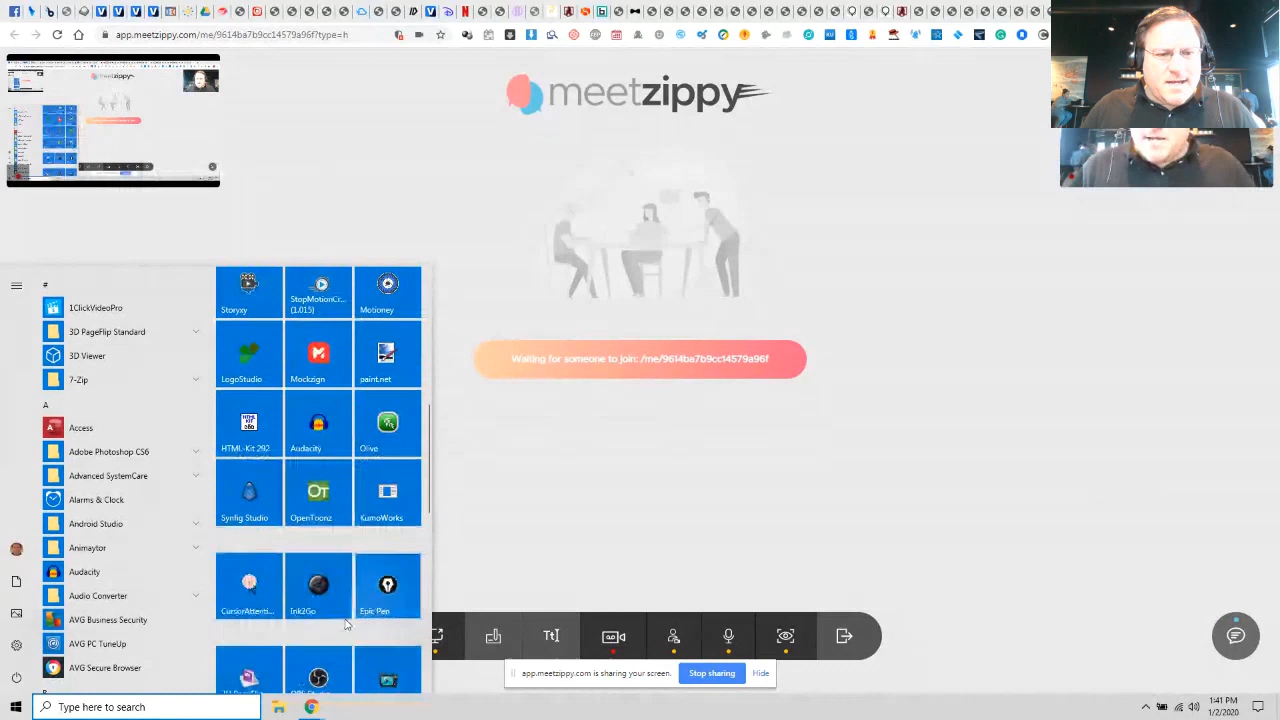 app.meetzippy.com/me/9614ba7b9cc14579a96f?type=h
meetzippy
Waiting for someone to join: /me/9614ba7b9cc14579a96f
#
1ClickVideoPro
3D PageFlip Standard
3D Viewer
7-Zip
A
Access
Adobe Photoshop CS6
Advanced SystemCare
Alarms & Clock
Android Studio
Animaytor
Audacity
Audio Converter
AVG Business Security
AVG PC TuneUp
AVG Secure Browser
Storyxy
StopMotionCr...
(1.015)
Motioney
LogoStudio
Mockzign
paint.net
HTML-Kit 292
Audacity
Olive
Synfig Studio
OpenToonz
KumoWorks
CursorAttenti...
Ink2Go
Epic Pen
app.meetzippy.com is sharing your screen.
Stop sharing
Hide
Type here to search
1:41 PM
1/2/2020